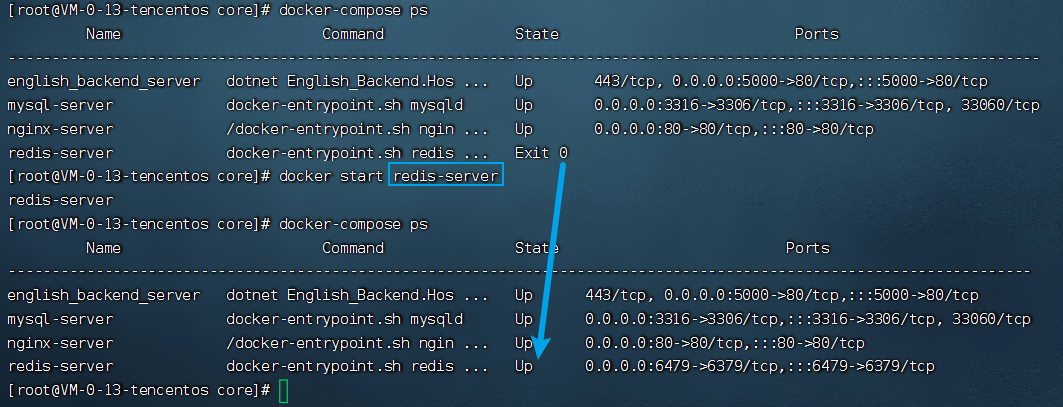 [root@VM-0-13-tencentos core]# docker-compose ps
Name Command State Ports
--------------------------------------------------------------------------------------------------------------------------------
english_backend_server dotnet English_Backend.Hos ... Up 443/tcp, 0.0.0.0:5000->80/tcp,:::5000->80/tcp
mysql-server docker-entrypoint.sh mysqld Up 0.0.0.0:3316->3306/tcp,:::3316->3306/tcp, 33060/tcp
nginx-server /docker-entrypoint.sh ngin ... Up 0.0.0.0:80->80/tcp,:::80->80/tcp
redis-server docker-entrypoint.sh redis ... Exit 0
[root@VM-0-13-tencentos core]# docker start redis-server
redis-server
[root@VM-0-13-tencentos core]# docker-compose ps
Name Command State Ports
-------------------------------------------------------------------------------------------------------------------------------
english_backend_server dotnet English_Backend.Hos ... Up 443/tcp, 0.0.0.0:5000->80/tcp,:::5000->80/tcp
mysql-server docker-entrypoint.sh mysqld Up 0.0.0.0:3316->3306/tcp,:::3316->3306/tcp, 33060/tcp
nginx-server /docker-entrypoint.sh ngin ... Up 0.0.0.0:80->80/tcp,:::80->80/tcp
redis-server docker-entrypoint.sh redis ... Up 0.0.0.0:6479->6379/tcp,:::6479->6379/tcp
[root@VM-0-13-tencentos core]#